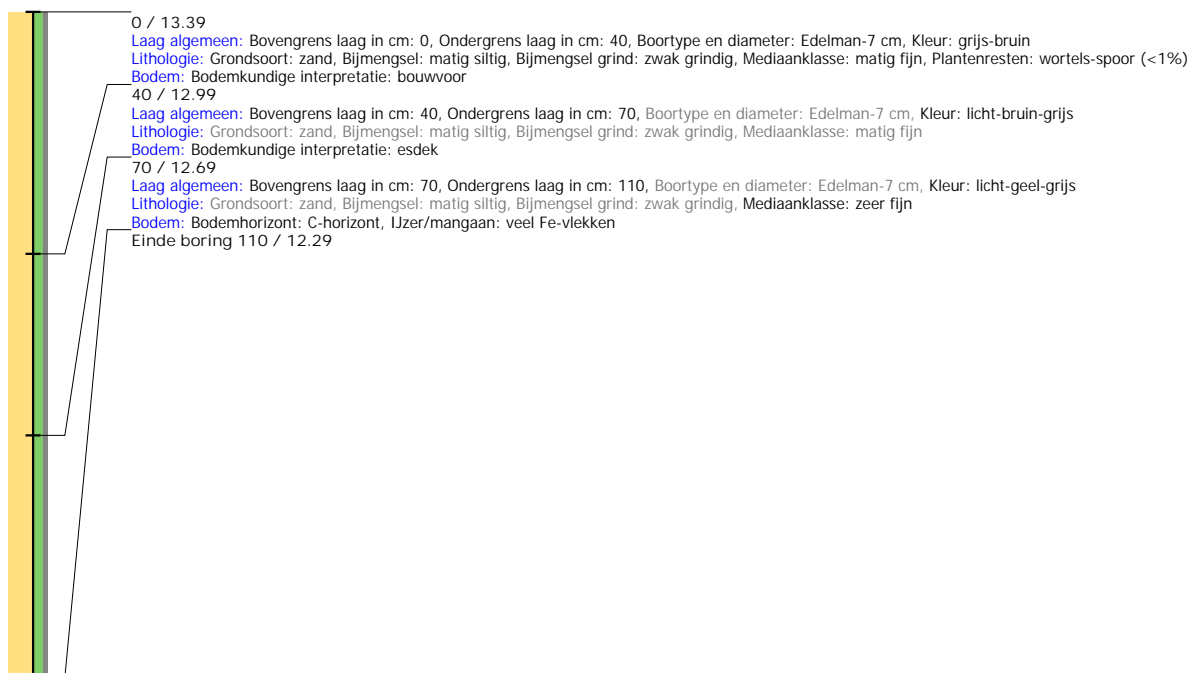 0 / 13.39
Laag algemeen: Bovengrens laag in cm: 0, Ondergrens laag in cm: 40, Boortype en diameter: Edelman-7 cm, Kleur: grijs-bruin
Lithologie: Grondsoort: zand, Bijmengsel: matig siltig, Bijmengsel grind: zwak grindig, Mediaanklasse: matig fijn, Plantenresten: wortels-spoor (<1%)
Bodem: Bodemkundige interpretatie: bouwvoor
40 / 12.99
Laag algemeen: Bovengrens laag in cm: 40, Ondergrens laag in cm: 70, Boortype en diameter: Edelman-7 cm, Kleur: licht-bruin-grijs
Lithologie: Grondsoort: zand, Bijmengsel: matig siltig, Bijmengsel grind: zwak grindig, Mediaanklasse: matig fijn
Bodem: Bodemkundige interpretatie: esdek
70 / 12.69
Laag algemeen: Bovengrens laag in cm: 70, Ondergrens laag in cm: 110, Boortype en diameter: Edelman-7 cm, Kleur: licht-geel-grijs
Lithologie: Grondsoort: zand, Bijmengsel: matig siltig, Bijmengsel grind: zwak grindig, Mediaanklasse: zeer fijn
Bodem: Bodemhorizont: C-horizont, IJzer/mangaan: veel Fe-vlekken
Einde boring 110 / 12.29